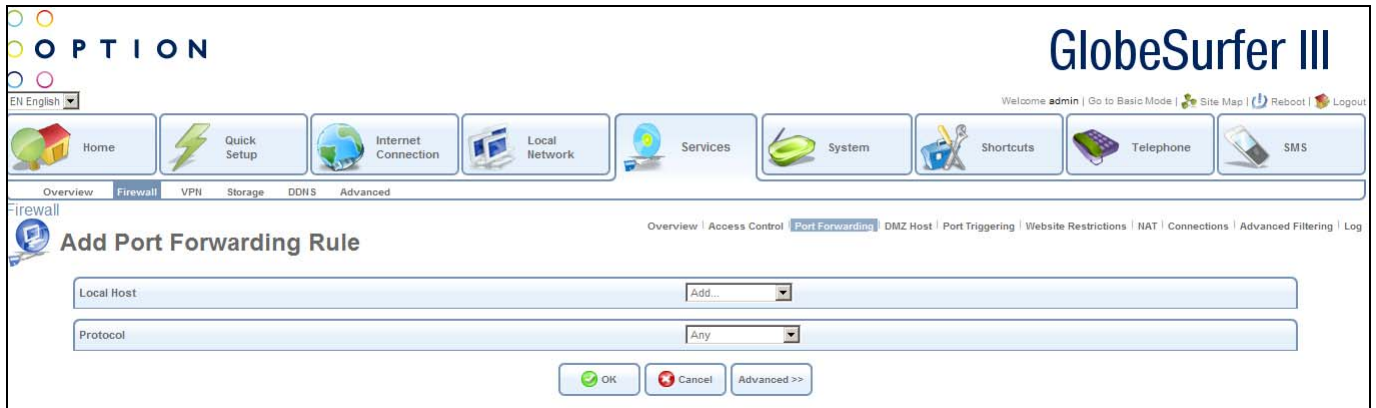 OPTION
GlobeSurfer III
EN English
Welcome admin | Go to Basic Mode | Site Map | Reboot | Logout
Home
Quick Setup
Internet Connection
Local Network
Services
System
Shortcuts
Telephone
SMS
Overview Firewall VPN Storage DDNS Advanced
Firewall
Overview | Access Control | Port Forwarding | DMZ Host | Port Triggering | Website Restrictions | NAT | Connections | Advanced Filtering | Log
Add Port Forwarding Rule
Local Host Add...
Protocol Any
OK Cancel Advanced >>